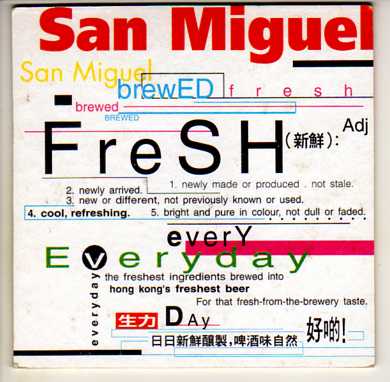 San Miguel
San Miguel
brewED fresh
brewed
BREWED
FreSH (新鮮): Adj
1. newly made or produced . not stale.
2. newly arrived.
3. new or different, not previously known or used.
4. cool, refreshing. 5. bright and pure in colour, not dull or faded.
everY
Everyday
the freshest ingredients brewed into
hong kong's freshest beer
everyday
For that fresh-from-the-brewery taste.
生力 DAy
日日新鮮釀製，啤酒味自然 好啲!